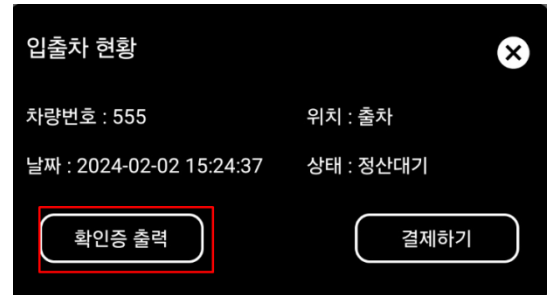 입출차 현황
차량번호 : 555
위치 : 출차
날짜 : 2024-02-02 15:24:37
상태 : 정산대기
확인증 출력
결제하기